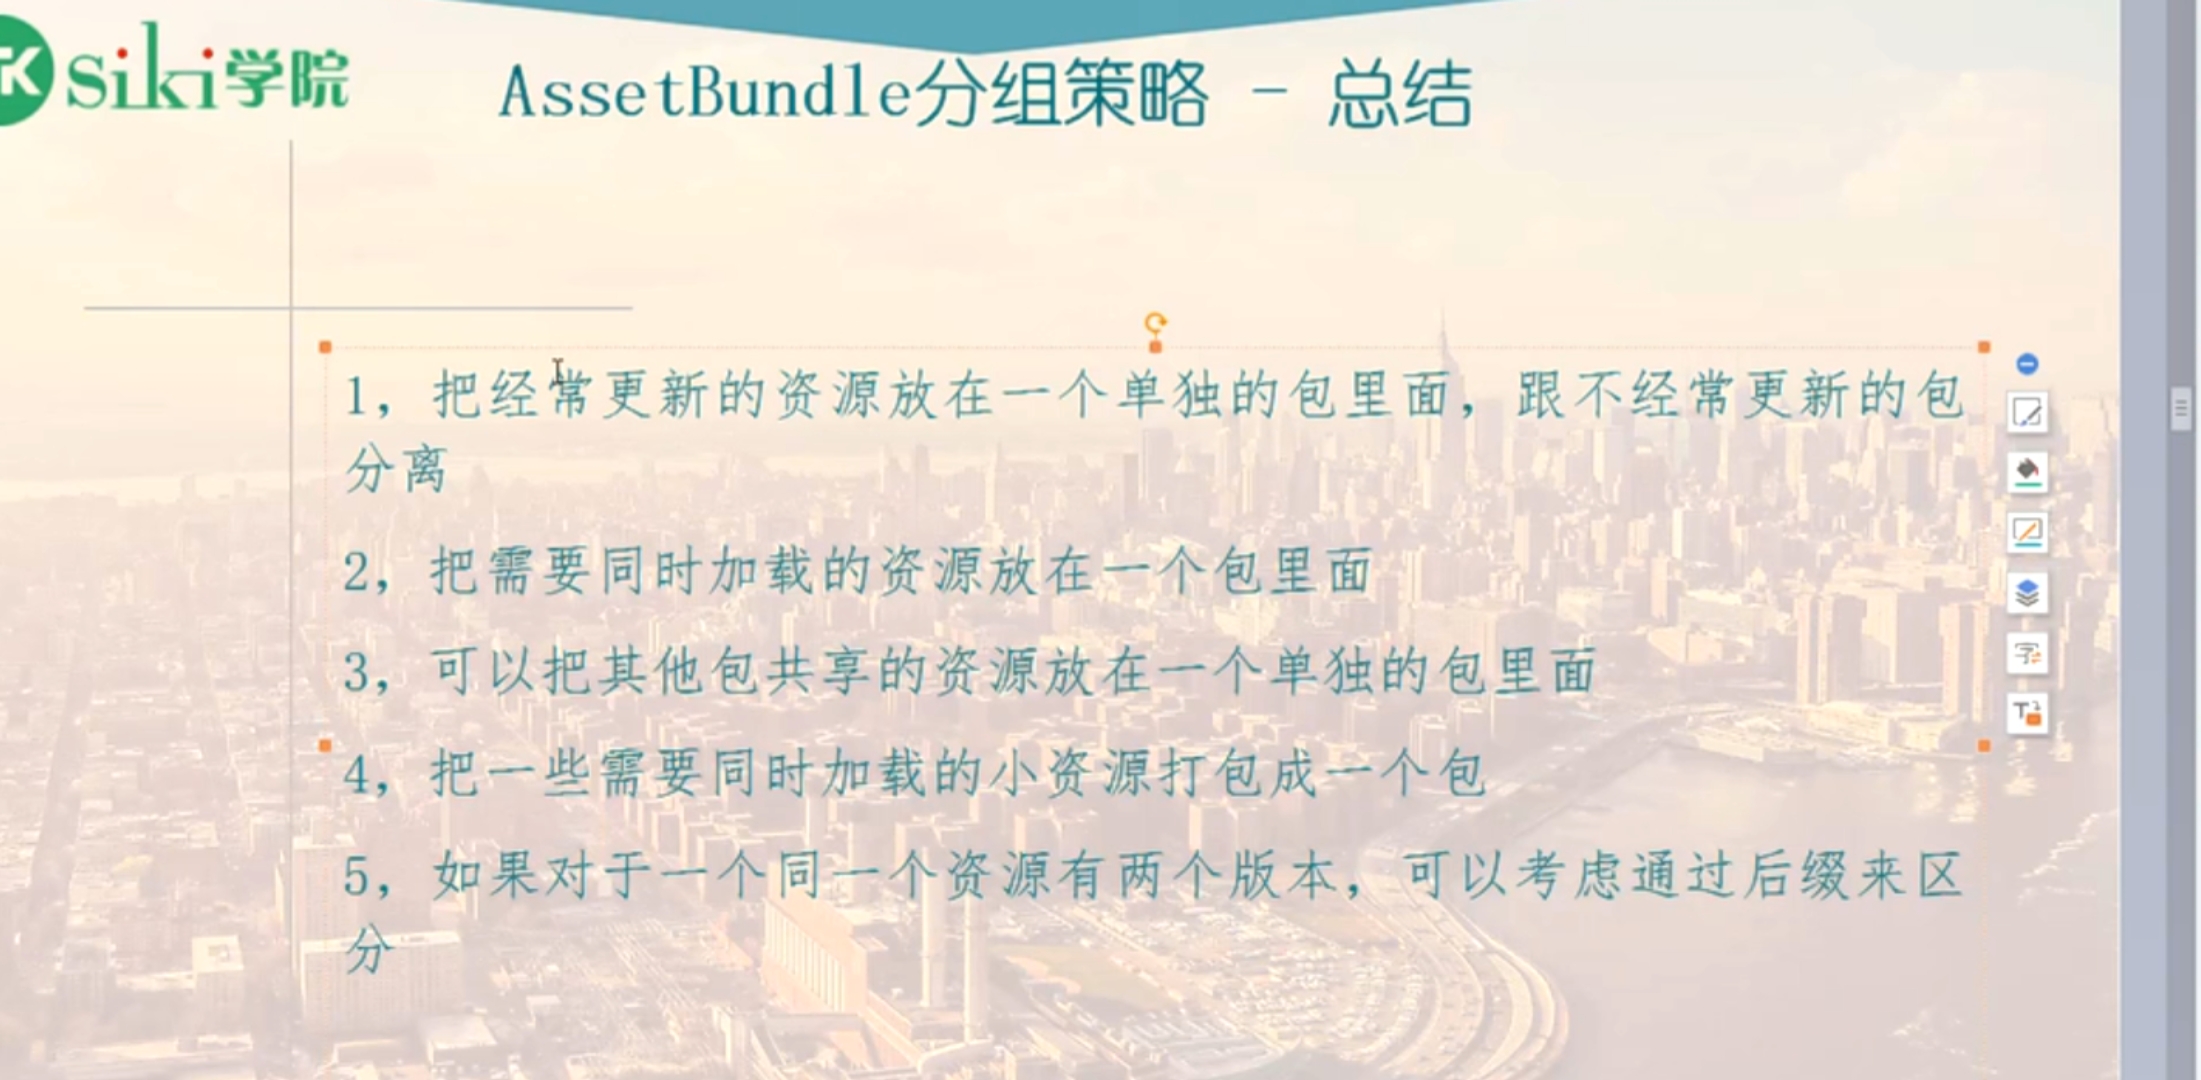 siki学院
AssetBundle分组策略 - 总结
1，把经常更新的资源放在一个单独的包里面，跟不经常更新的包
分离
2，把需要同时加载的资源放在一个包里面
3，可以把其他包共享的资源放在一个单独的包里面
4，把一些需要同时加载的小资源打包成一个包
5，如果对于一个同一个资源有两个版本，可以考虑通过后缀来区
分